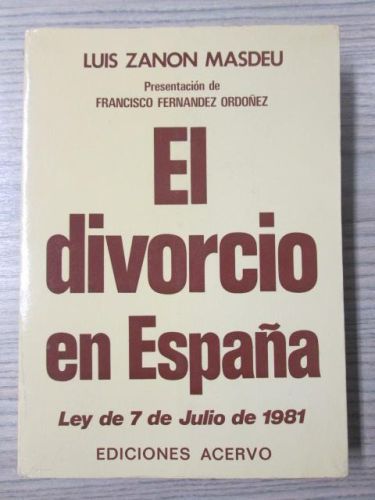 LUIS ZANON MASDEU
Presentación de
FRANCISCO FERNANDEZ ORDOÑEZ
El
divorcio
en España
Ley de 7 de Julio de 1981
EDICIONES ACERVO